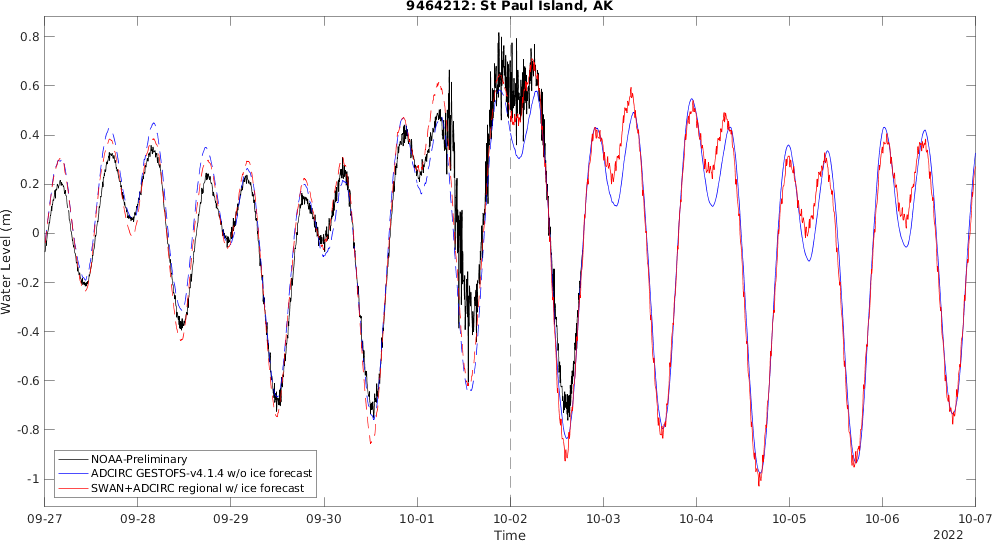 9464212: St Paul Island, AK
Water Level (m)
0.8
0.6
0.4
0.2
0
-0.2
-0.4
-0.6
-0.8
-1
NOAA-Preliminary
ADCIRC GESTOFS-v4.1.4 w/o ice forecast
SWAN+ADCIRC regional w/ ice forecast
09-27 09-28 09-29 09-30 10-01 10-02 10-03 10-04 10-05 10-06 10-07
Time
2022